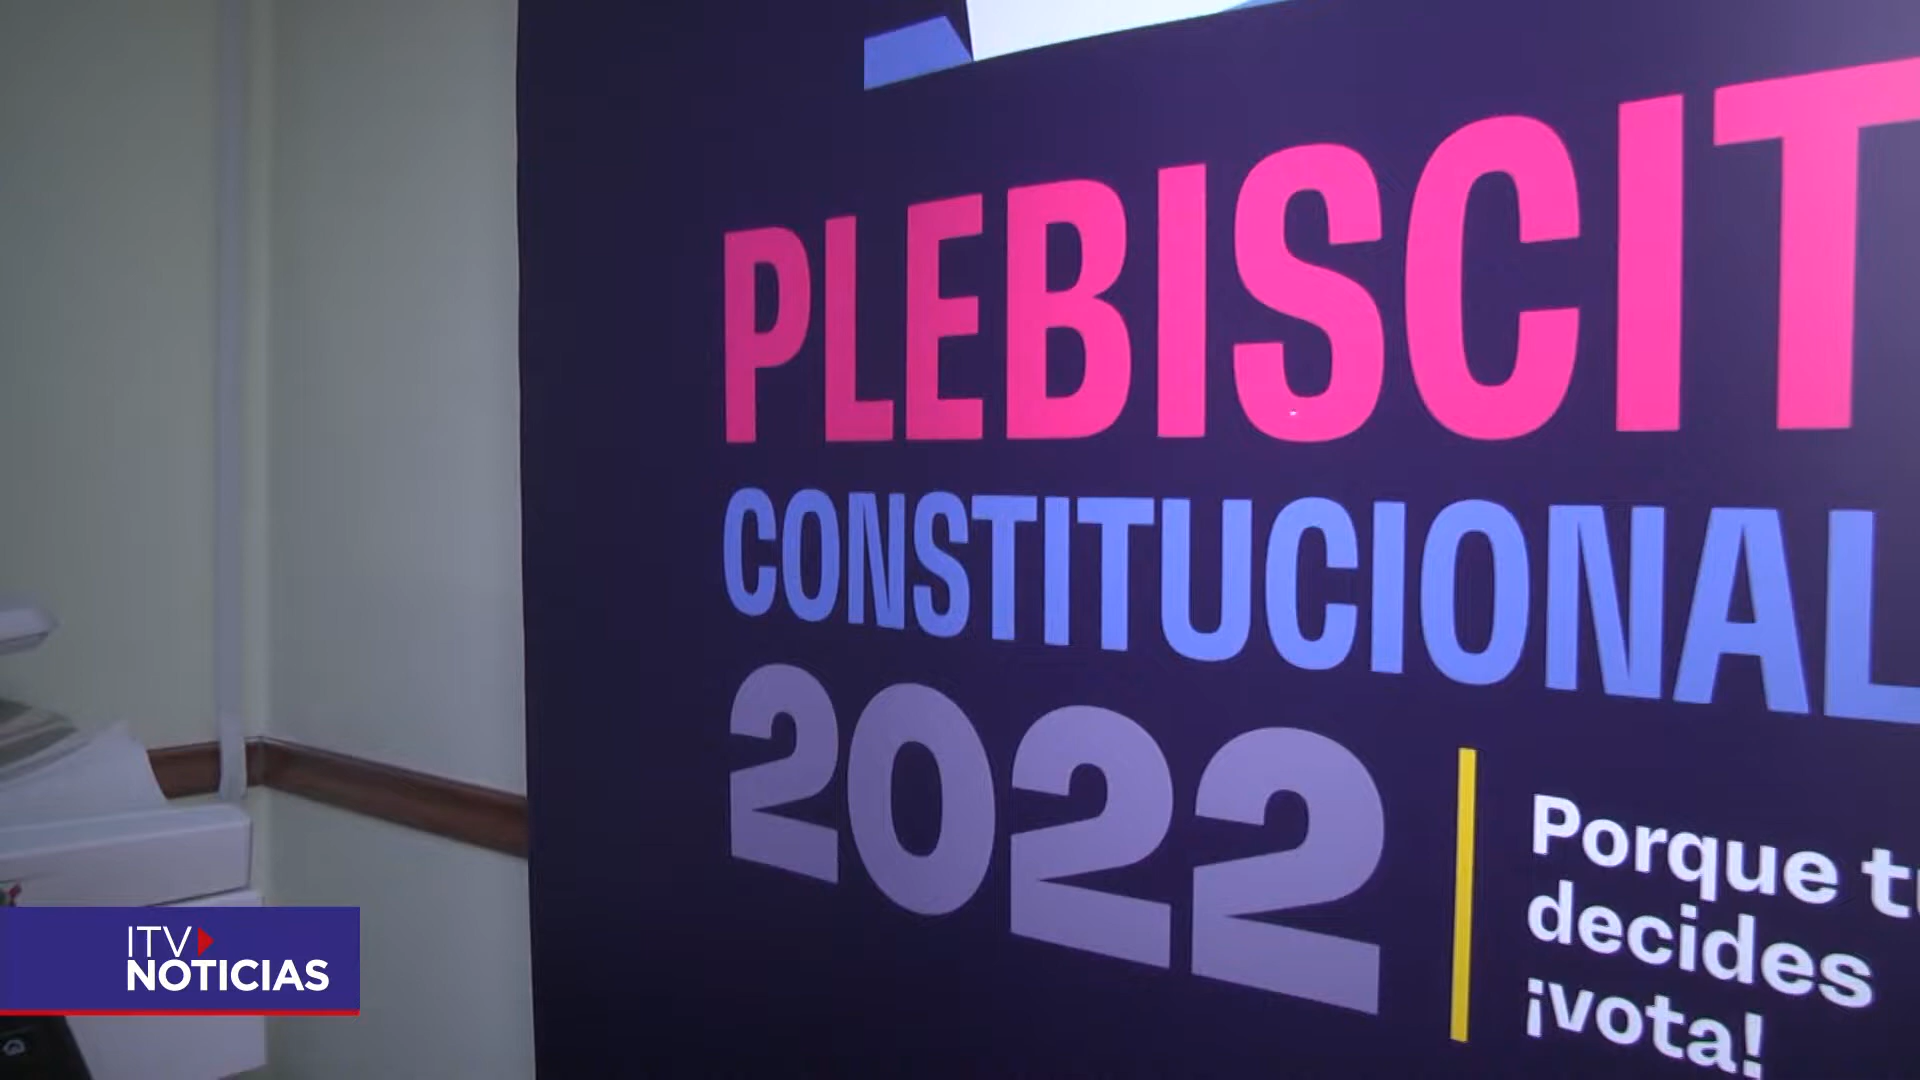 PLEBISCIT
CONSTITUCIONAL
2022
Porque tu
decides
¡vota!
ITV
NOTICIAS